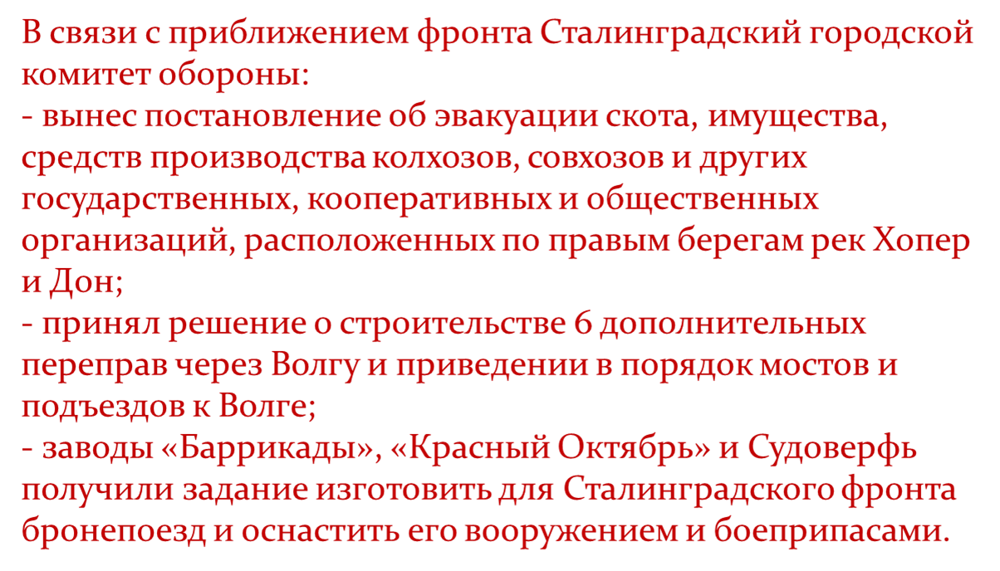 В связи с приближением фронта Сталинградский городской
комитет обороны:
- вынес постановление об эвакуации скота, имущества,
средств производства колхозов, совхозов и других
государственных, кооперативных и общественных
организаций, расположенных по правым берегам рек Хопер
и Дон;
- принял решение о строительстве 6 дополнительных
переправ через Волгу и приведении в порядок мостов и
подъездов к Волге;
- заводы «Баррикады», «Красный Октябрь» и Судоверфь
получили задание изготовить для Сталинградского фронта
бронепоезд и оснастить его вооружением и боеприпасами.